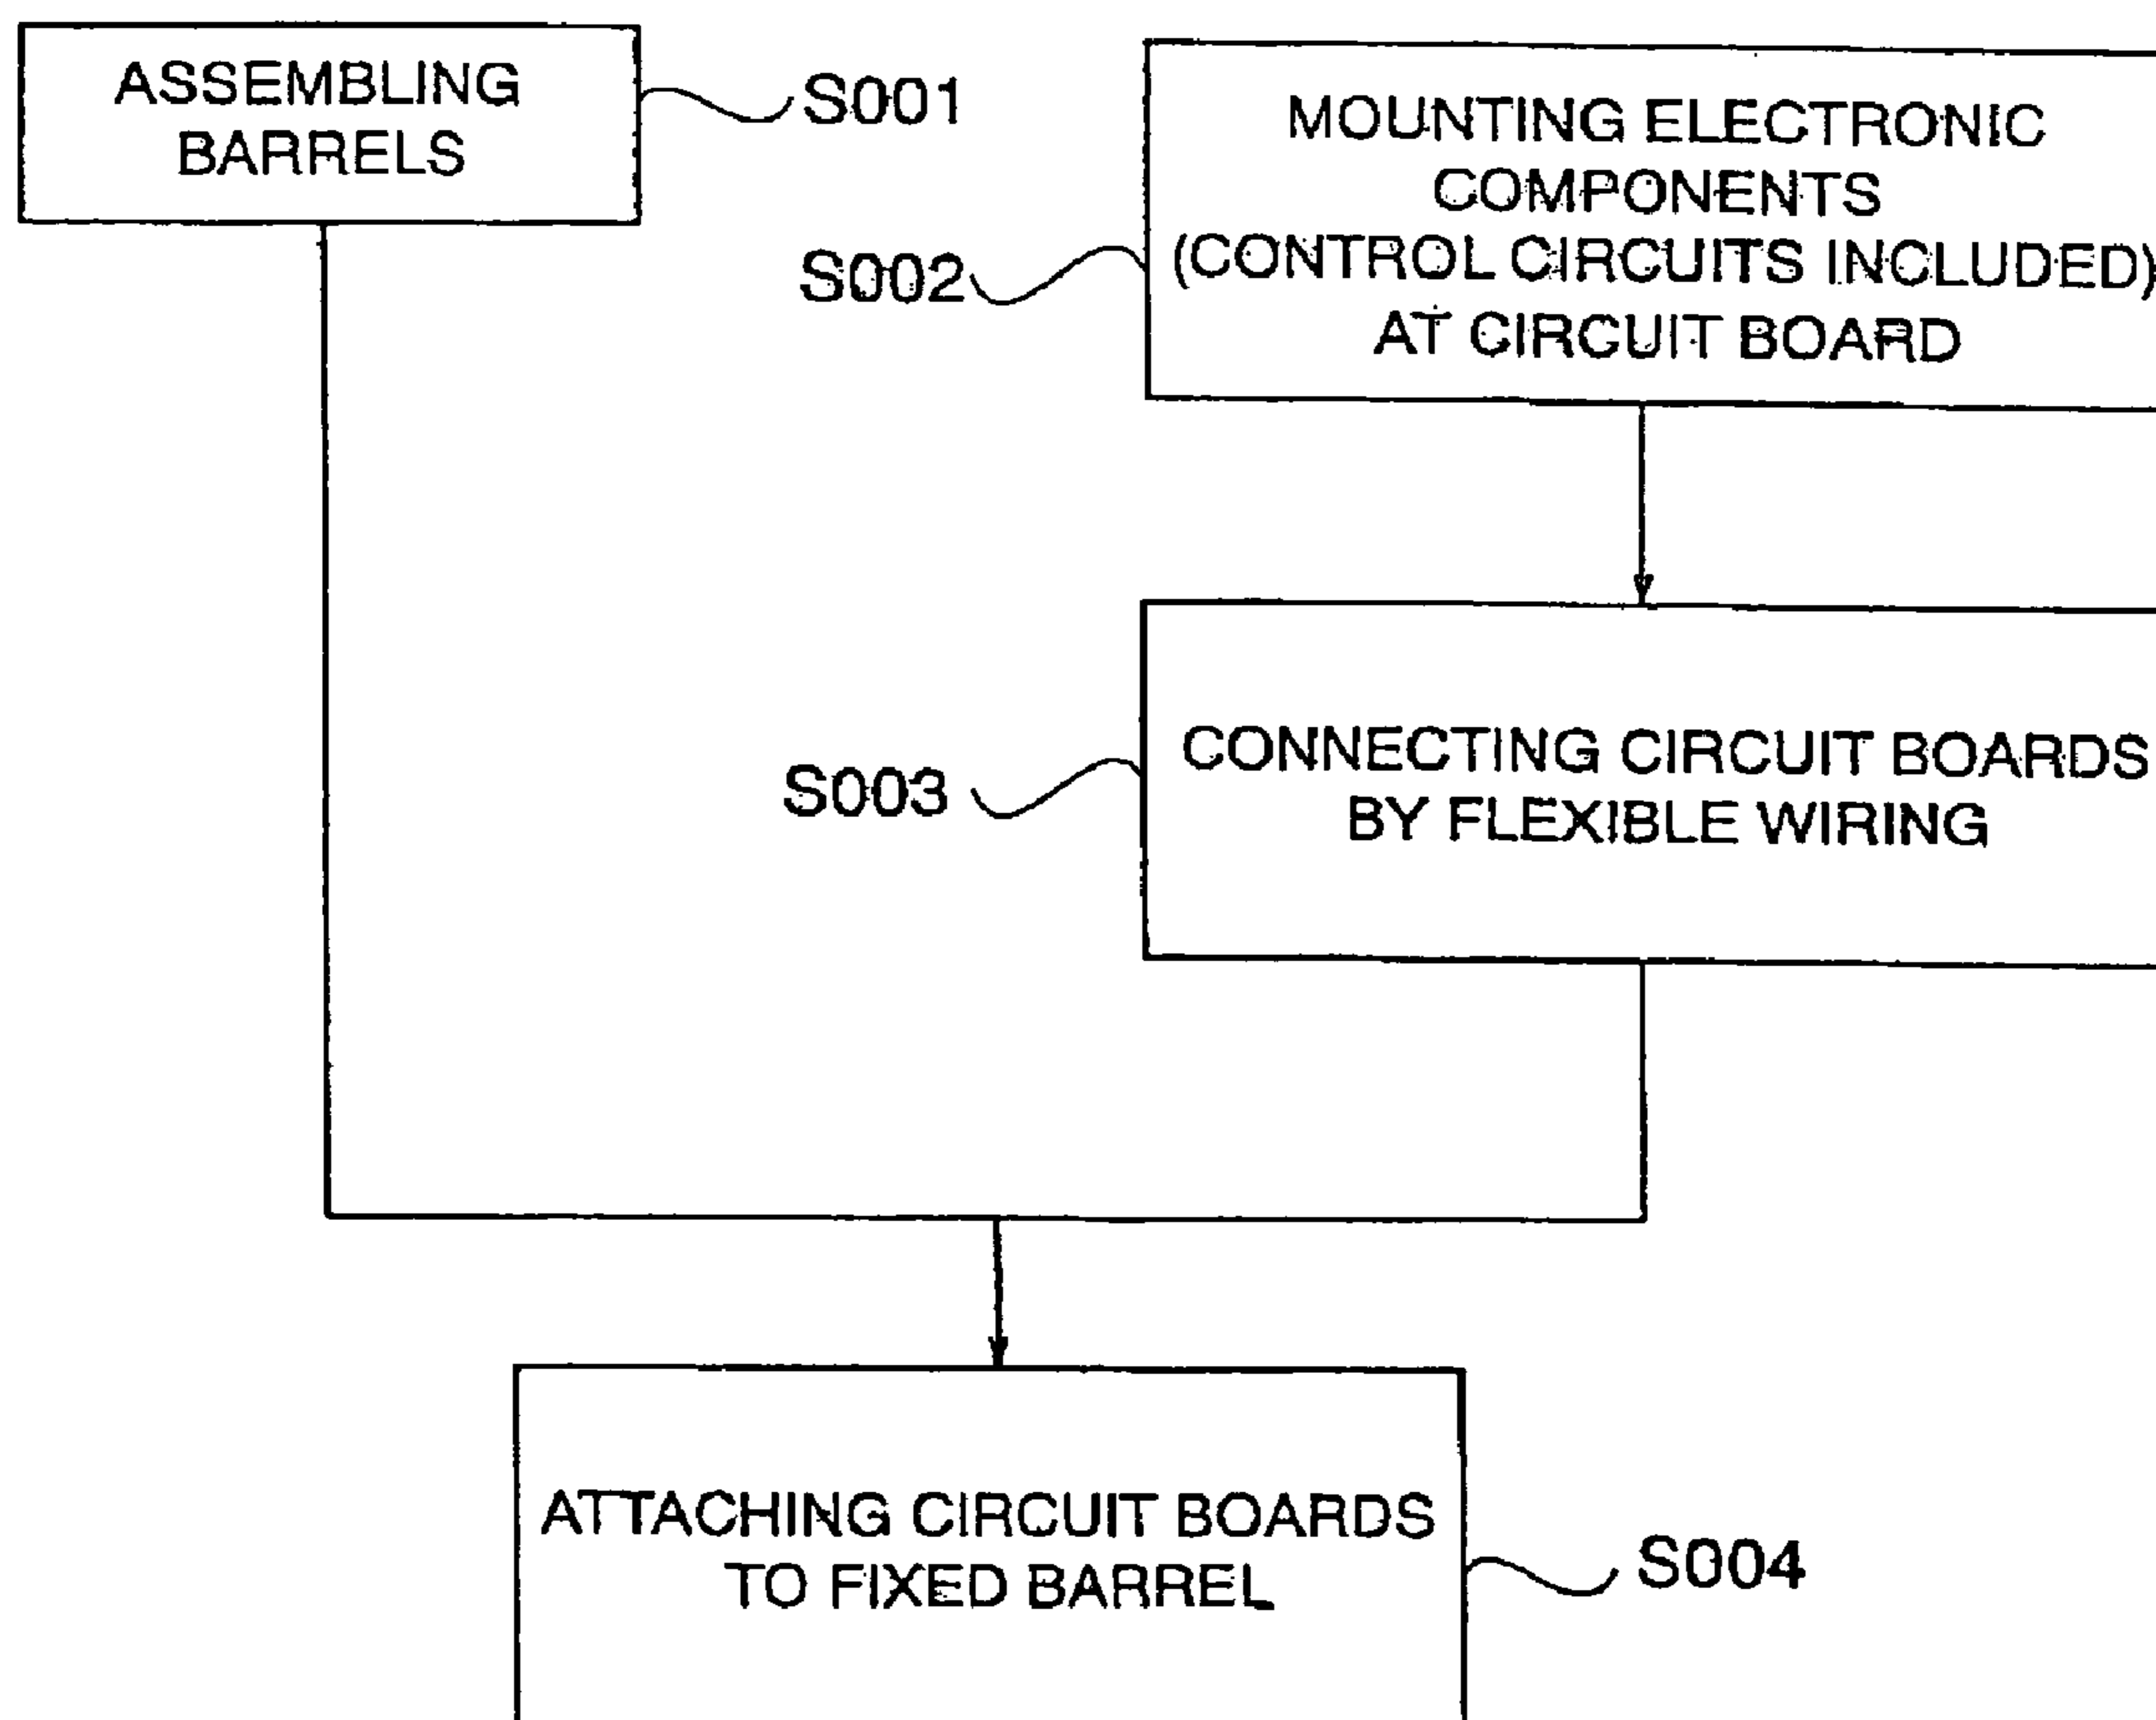 ASSEMBLING
BARRELS
S001
MOUNTING ELECTRONIC
COMPONENTS
(CONTROL CIRCUITS INCLUDED)
AT CIRCUIT BOARD
S002
CONNECTING CIRCUIT BOARDS
BY FLEXIBLE WIRING
S003
ATTACHING CIRCUIT BOARDS
TO FIXED BARREL
S004